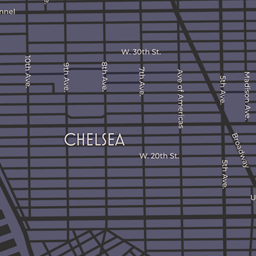 nnel
W. 30th St.
10th Ave.
9th Ave.
8th Ave.
7th Ave.
Ave of Americas
5th Ave.
Madison Ave.
CHELSEA
W. 20th St.
Broadway
5th Ave.
U